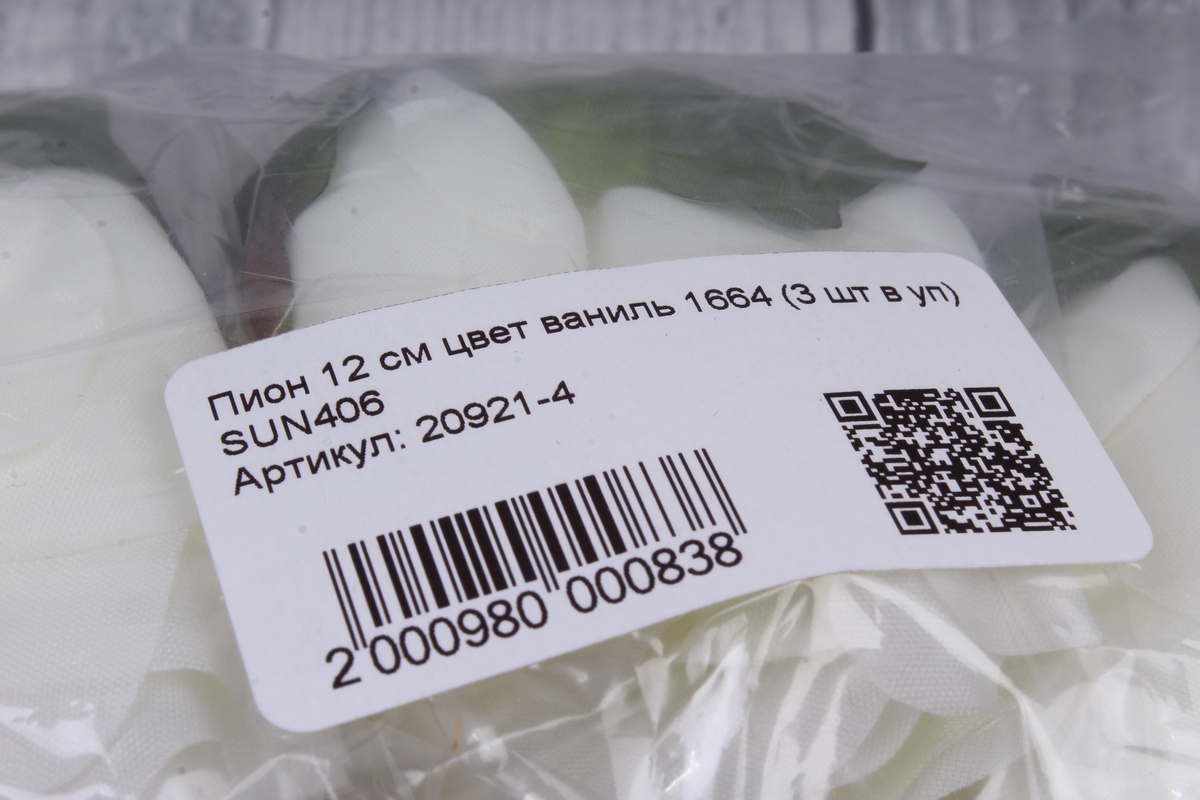 Пион 12 см цвет ваниль 1664 (3 шт в уп)
SUN406
Артикул: 20921-4
2 000980 000838